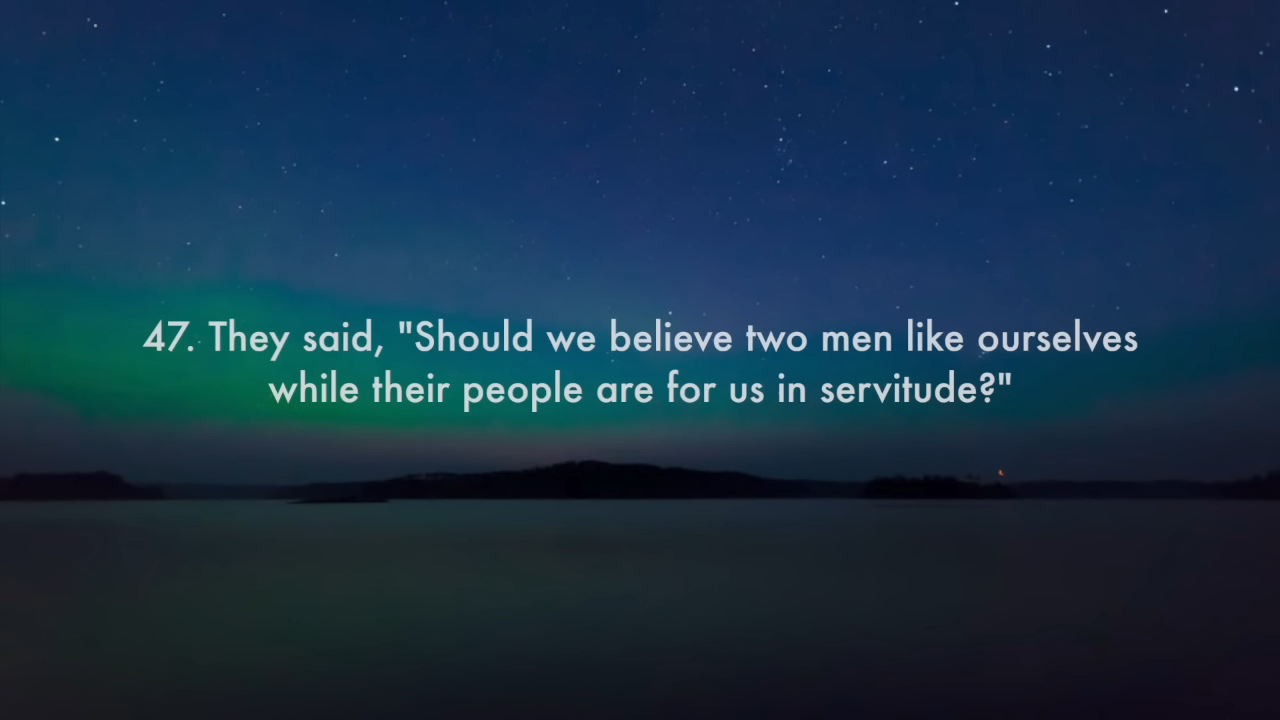 47. They said, "Should we believe two men like ourselves
while their people are for us in servitude?"